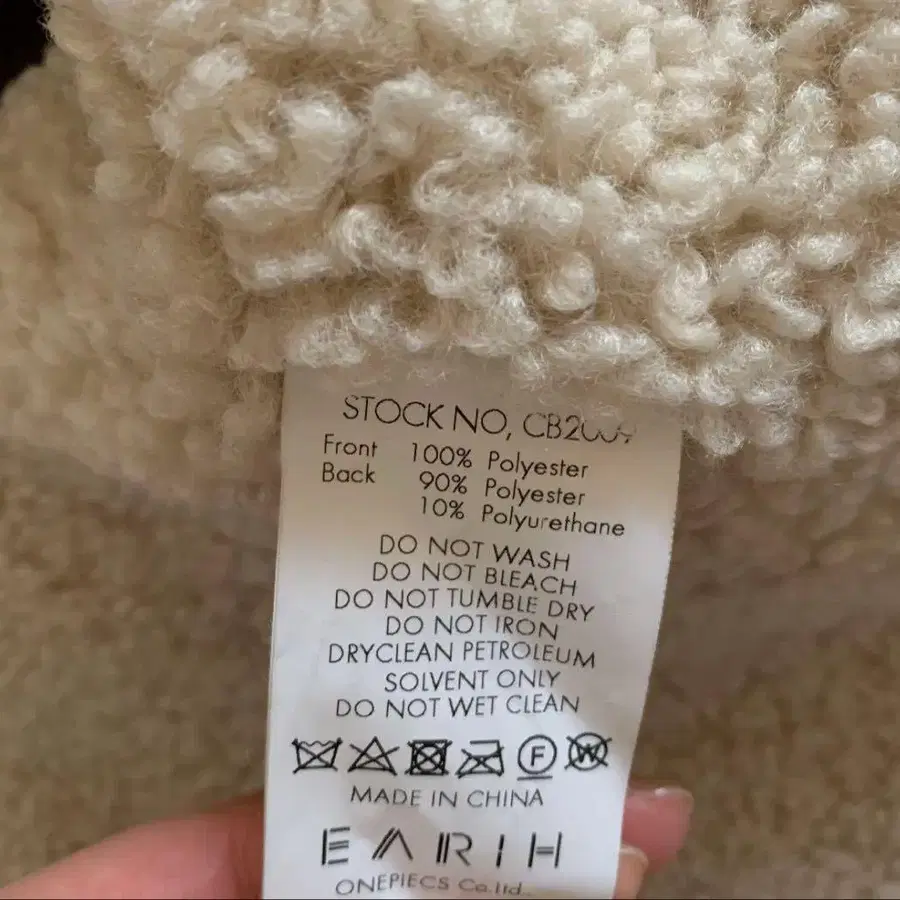 STOCK NO, CB2009
Front 100% Polyester
Back 90% Polyester
10% Polyurethane
DO NOT WASH
DO NOT BLEACH
DO NOT TUMBLE DRY
DO NOT IRON
DRYCLEAN PETROLEUM
SOLVENT ONLY
DO NOT WET CLEAN
F W
MADE IN CHINA
EARIH
ONEPIECS Co.ltd.